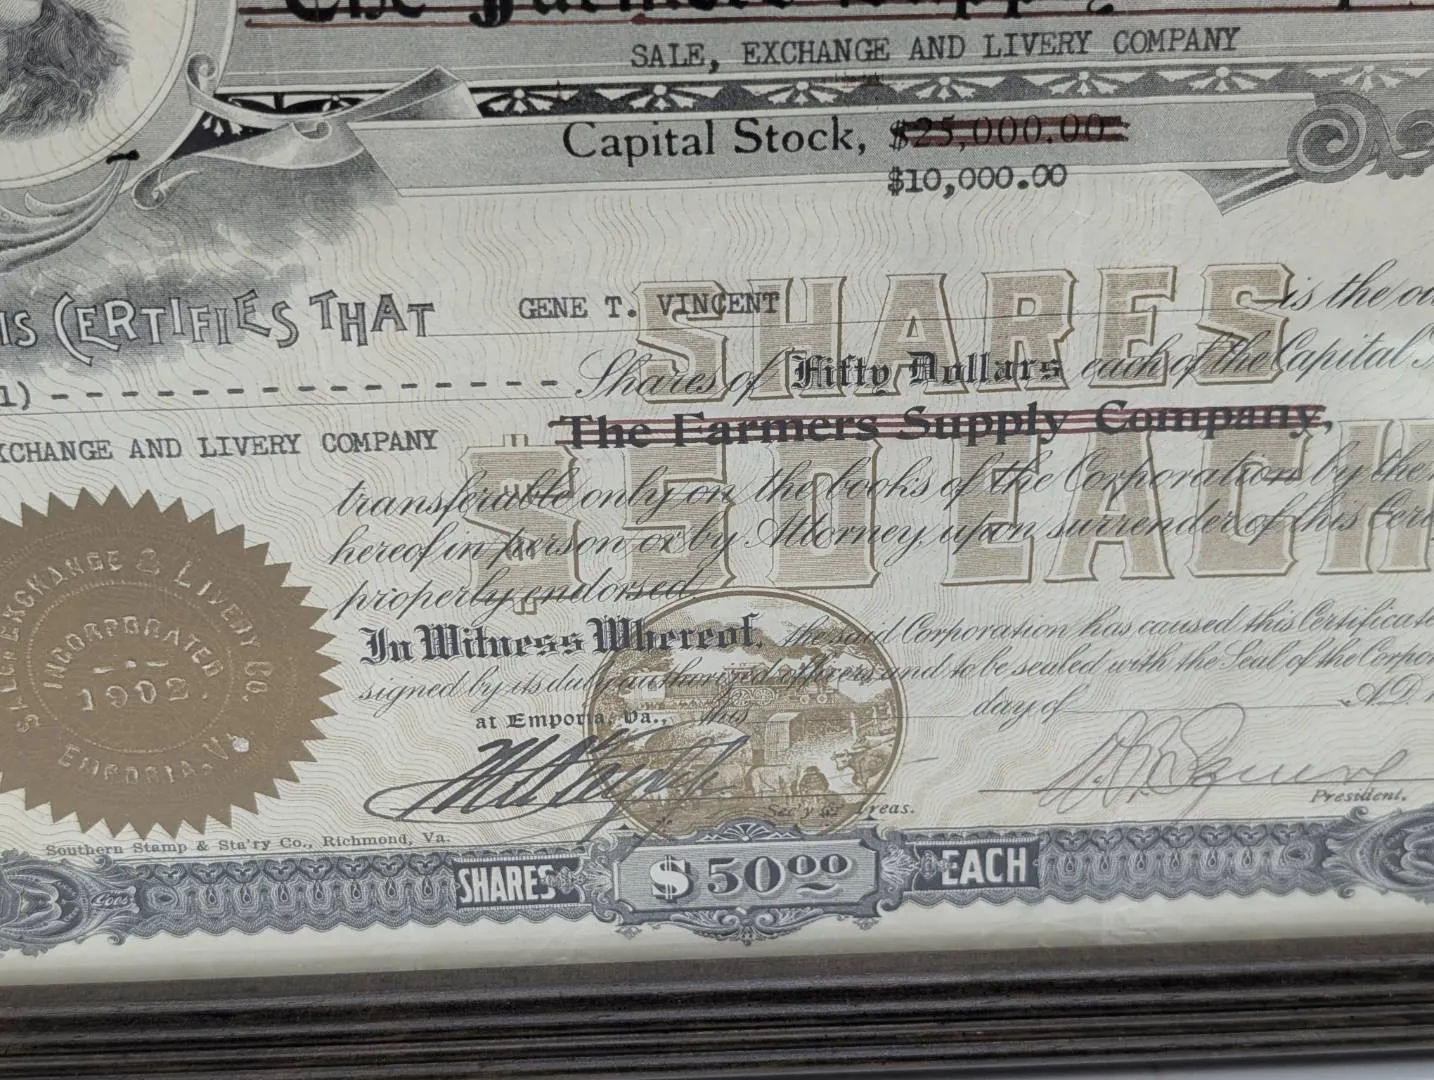 The Farmers Supply
SALE, EXCHANGE AND LIVERY COMPANY
Capital Stock, $25,000.00
$10,000.00
IS CERTIFIES THAT GENE T. VINCENT is the
1) - - - - - - - - - - - - - - - - - Shares of Fifty Dollars each of the Capital
XCHANGE AND LIVERY COMPANY The Farmers Supply Company,
SHARES
$50 EACH
transferable only on the books of the Corporation by the
hereof in person or by Attorney, upon surrender of this
properly endorsed.
In Witness Whereof, the said Corporation has caused this Certificate
signed by its duly authorized officers and to be sealed with the Seal of the
at Emporia, Va., this day of A.D.
Sec'y & Treas. President.
SALE EXCHANGE & LIVERY CO.
INCORPORATED
1902
EMPORIA, VA
Southern Stamp & Sta'ry Co., Richmond, Va.
Goes
SHARES $5000 EACH